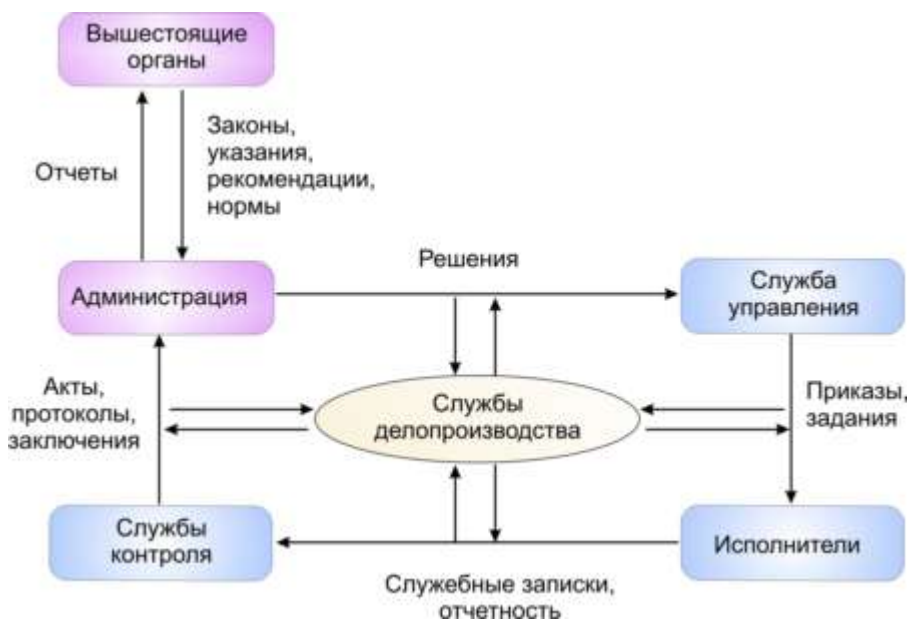 Вышестоящие
органы
Отчеты
Законы,
указания,
рекомендации,
нормы
Администрация
Решения
Служба
управления
Акты,
протоколы,
заключения
Службы
делопроизводства
Приказы,
задания
Службы
контроля
Служебные записки,
отчетность
Исполнители